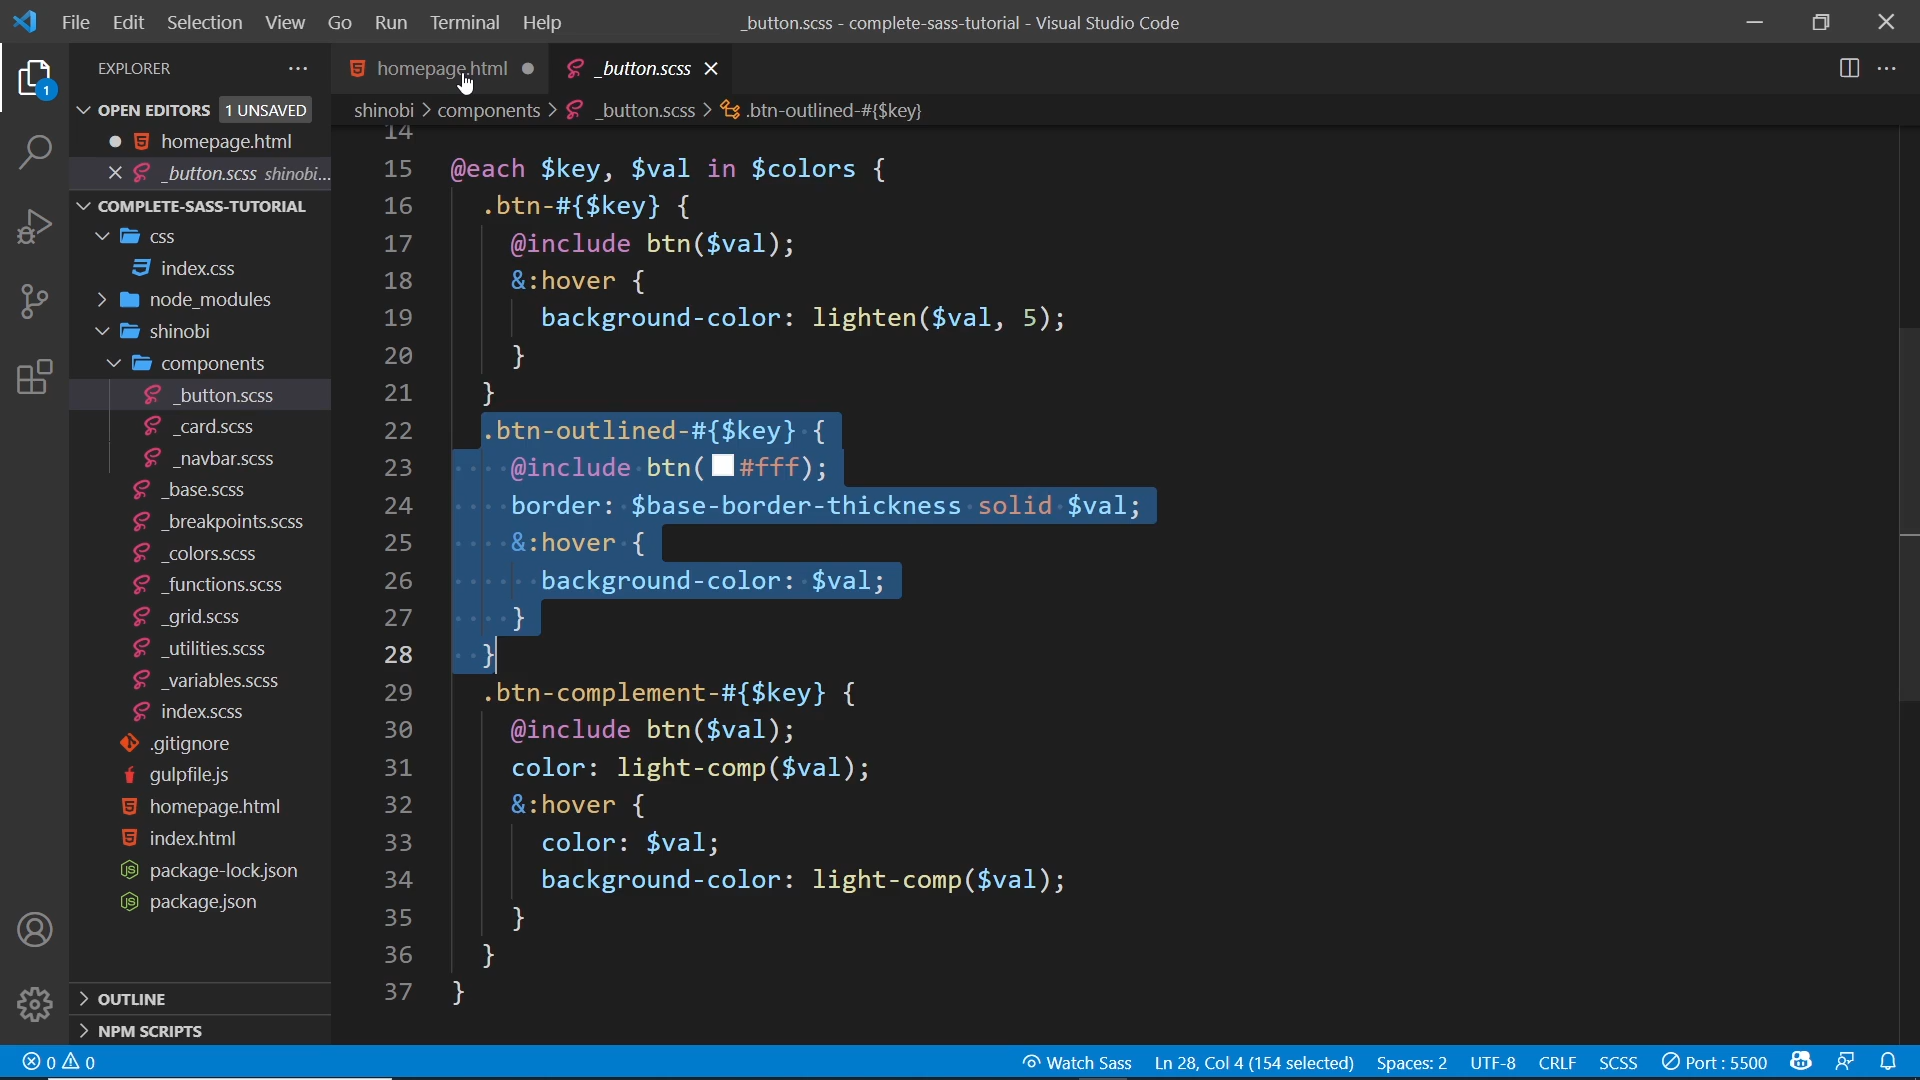 File Edit Selection View Go Run Terminal Help
_button.scss - complete-sass-tutorial - Visual Studio Code
EXPLORER
1
OPEN EDITORS 1 UNSAVED
homepage.html
_button.scss shinobi...
COMPLETE-SASS-TUTORIAL
css
index.css
node_modules
shinobi
components
_button.scss
_card.scss
_navbar.scss
_base.scss
_breakpoints.scss
_colors.scss
_functions.scss
_grid.scss
_utilities.scss
_variables.scss
index.scss
.gitignore
gulpfile.js
homepage.html
index.html
package-lock.json
package.json
OUTLINE
NPM SCRIPTS
homepage.html
_button.scss
shinobi > components > _button.scss > .btn-outlined-#{$key}
14
15 @each $key, $val in $colors {
16 .btn-#{$key} {
17 @include btn($val);
18 &:hover {
19 background-color: lighten($val, 5);
20 }
21 }
22 .btn-outlined-#{$key} {
23 @include btn(#fff);
24 border: $base-border-thickness solid $val;
25 &:hover {
26 background-color: $val;
27 }
28 }
29 .btn-complement-#{$key} {
30 @include btn($val);
31 color: light-comp($val);
32 &:hover {
33 color: $val;
34 background-color: light-comp($val);
35 }
36 }
37 }
0 0
Watch Sass
Ln 28, Col 4 (154 selected)
Spaces: 2
UTF-8
CRLF
SCSS
Port : 5500